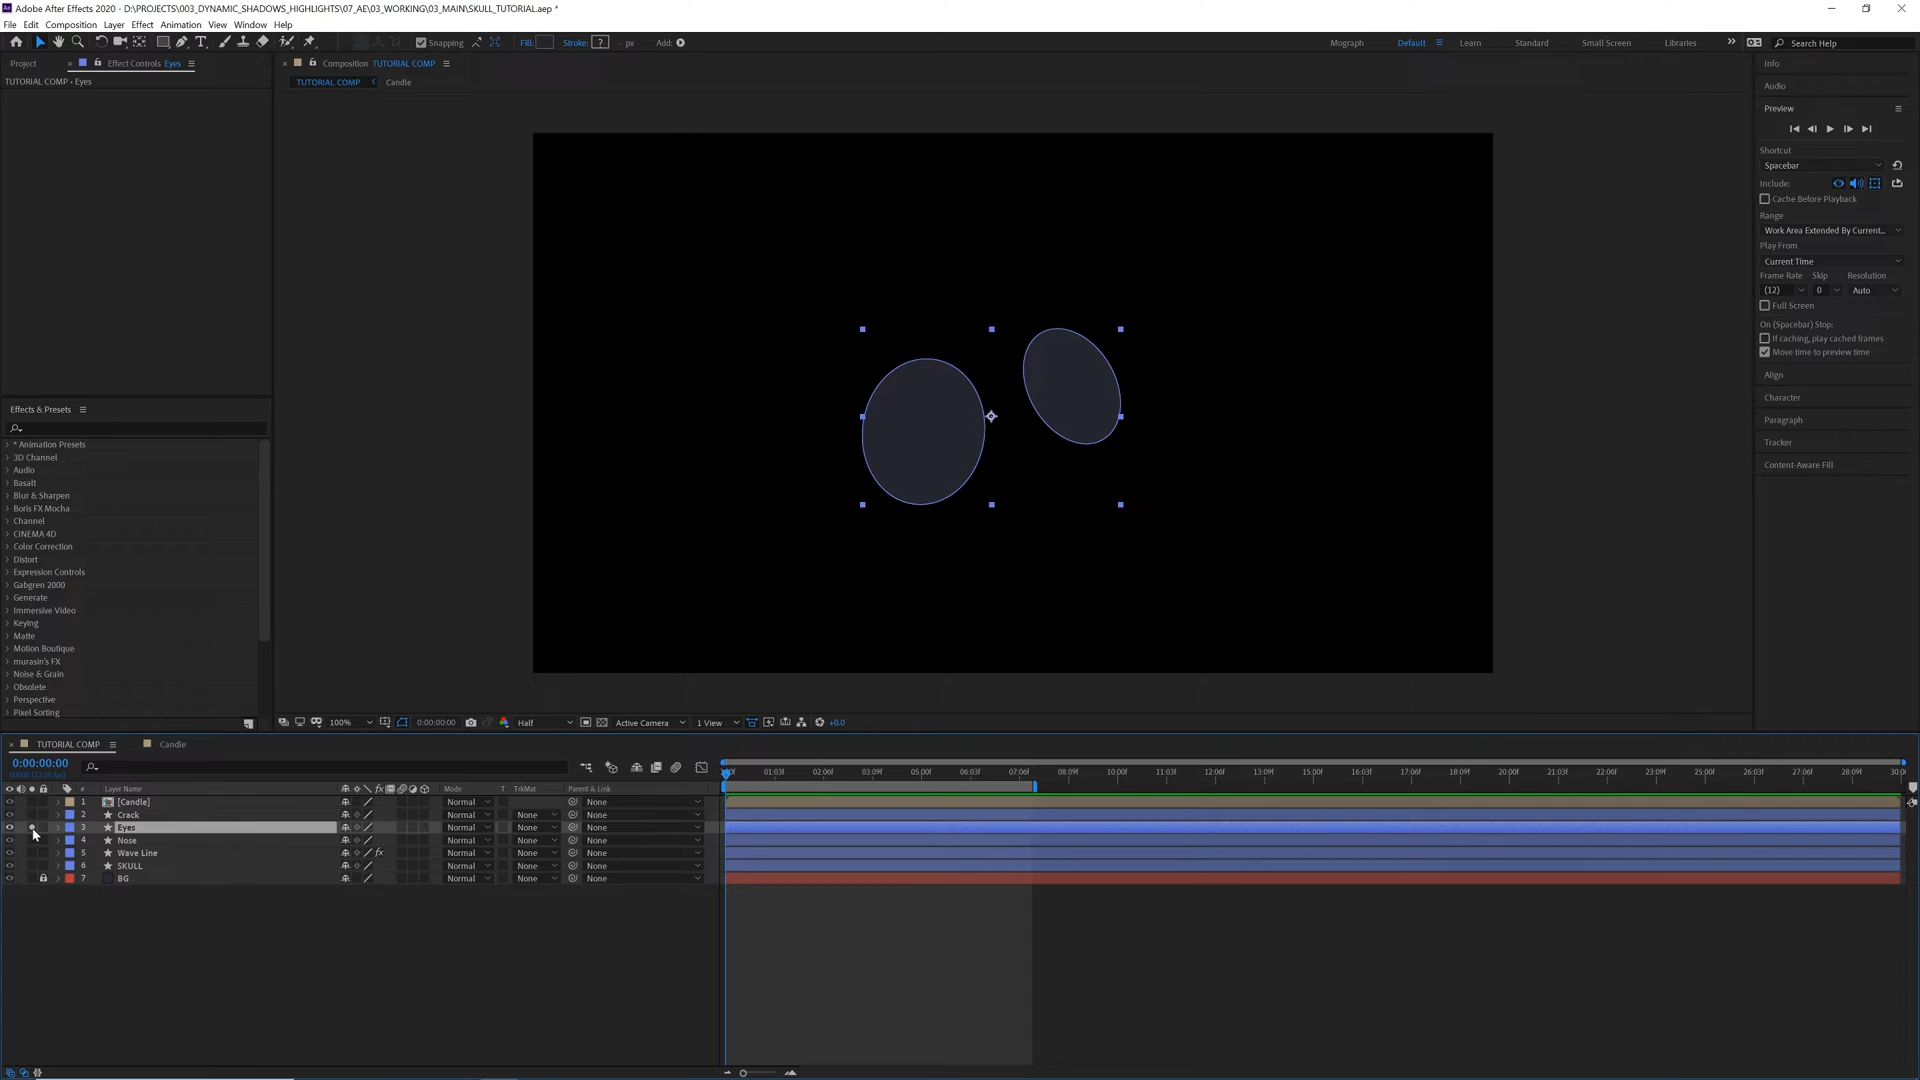 Adobe After Effects 2020 - D:\PROJECTS\003_DYNAMIC_SHADOWS_HIGHLIGHTS\07_AE\03_WORKING\03_MAIN\SKULL_TUTORIAL.aep *
File Edit Composition Layer Effect Animation View Window Help
Snapping Fill: Stroke: ? - px Add: Mograph Default Learn Standard Small Screen Libraries Search Help
Project Effect Controls Eyes Composition TUTORIAL COMP Info
TUTORIAL COMP • Eyes TUTORIAL COMP Candle Audio
Preview
Shortcut
Spacebar
Include:
Cache Before Playback
Range
Work Area Extended By Current...
Play From
Current Time
Frame Rate Skip Resolution
(12) 0 Auto
Full Screen
On (Spacebar) Stop:
If caching, play cached frames
Move time to preview time
Align
Character
Paragraph
Tracker
Content-Aware Fill
Effects & Presets
* Animation Presets
3D Channel
Audio
Basalt
Blur & Sharpen
Boris FX Mocha
Channel
CINEMA 4D
Color Correction
Distort
Expression Controls
Gabgren 2000
Generate
Immersive Video
Keying
Matte
Motion Boutique
murasin's FX
Noise & Grain
Obsolete
Perspective
Pixel Sorting
100% 0:00:00:00 Half Active Camera 1 View +0.0
TUTORIAL COMP Candle
0:00:00:00
00000 (12.00 fps)
01:03f 02:06f 03:09f 05:00f 06:03f 07:06f 08:09f 10:00f 11:03f 12:06f 13:09f 15:00f 16:03f 17:06f 18:09f 20:00f 21:03f 22:06f 23:09f 25:00f 26:03f 27:06f 28:09f 30:0
# Layer Name fx Mode T TrkMat Parent & Link
1 [Candle] Normal None
2 Crack Normal None None
3 Eyes Normal None None
4 Nose Normal None None
5 Wave Line fx Normal None None
6 SKULL Normal None None
7 BG Normal None None